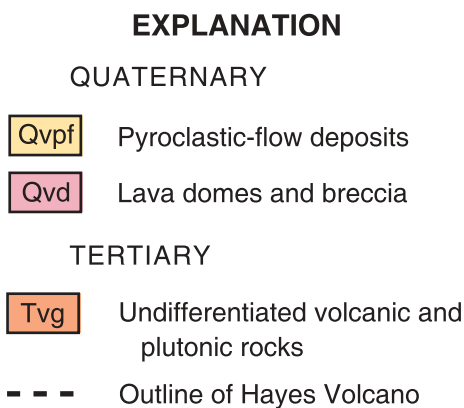 EXPLANATION
QUATERNARY
Qvpf Pyroclastic-flow deposits
Qvd Lava domes and breccia
TERTIARY
Tvg Undifferentiated volcanic and
plutonic rocks
Outline of Hayes Volcano